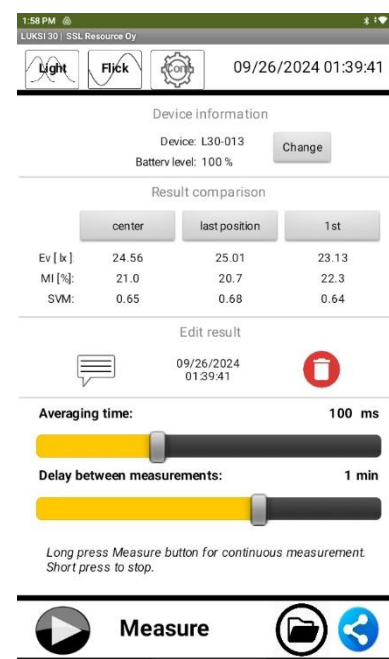 1:58 PM
LUKSI 30 | SSL Resource Oy
Light Flick Conf 09/26/2024 01:39:41
Device information
Device: L30-013
Battery level: 100 %
Change
Result comparison
center last position 1st
Ev [ lx ]: 24.56 25.01 23.13
MI [%]: 21.0 20.7 22.3
SVM: 0.65 0.68 0.64
Edit result
09/26/2024
01:39:41
Averaging time: 100 ms
Delay between measurements: 1 min
Long press Measure button for continuous measurement.
Short press to stop.
Measure